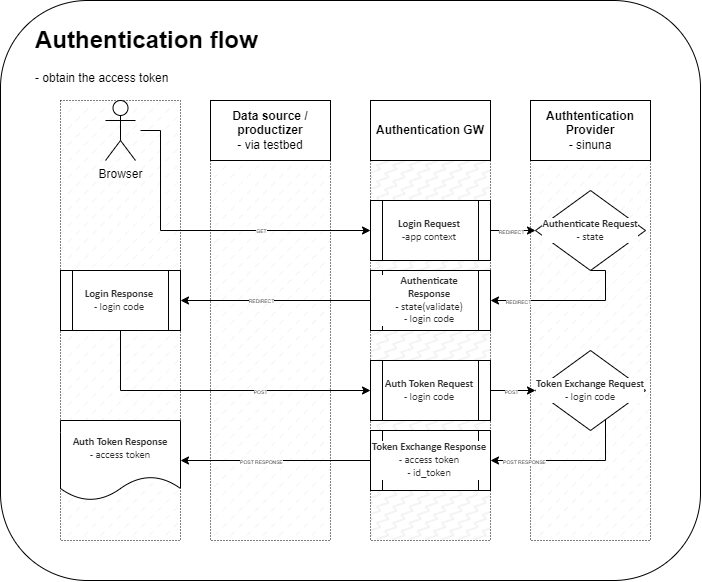 Authentication flow
- obtain the access token
Browser
Data source /
productizer
- via testbed
Authentication GW
Authtentication
Provider
- sinuna
Login Request
-app context
Authenticate Request
- state
GET
REDIRECT
Login Response
- login code
Authenticate
Response
- state(validate)
- login code
REDIRECT
REDIRECT
Auth Token Request
- login code
Token Exchange Request
- login code
POST
POST
Auth Token Response
- access token
Token Exchange Response
- access token
- id_token
POST RESPONSE
POST RESPONSE